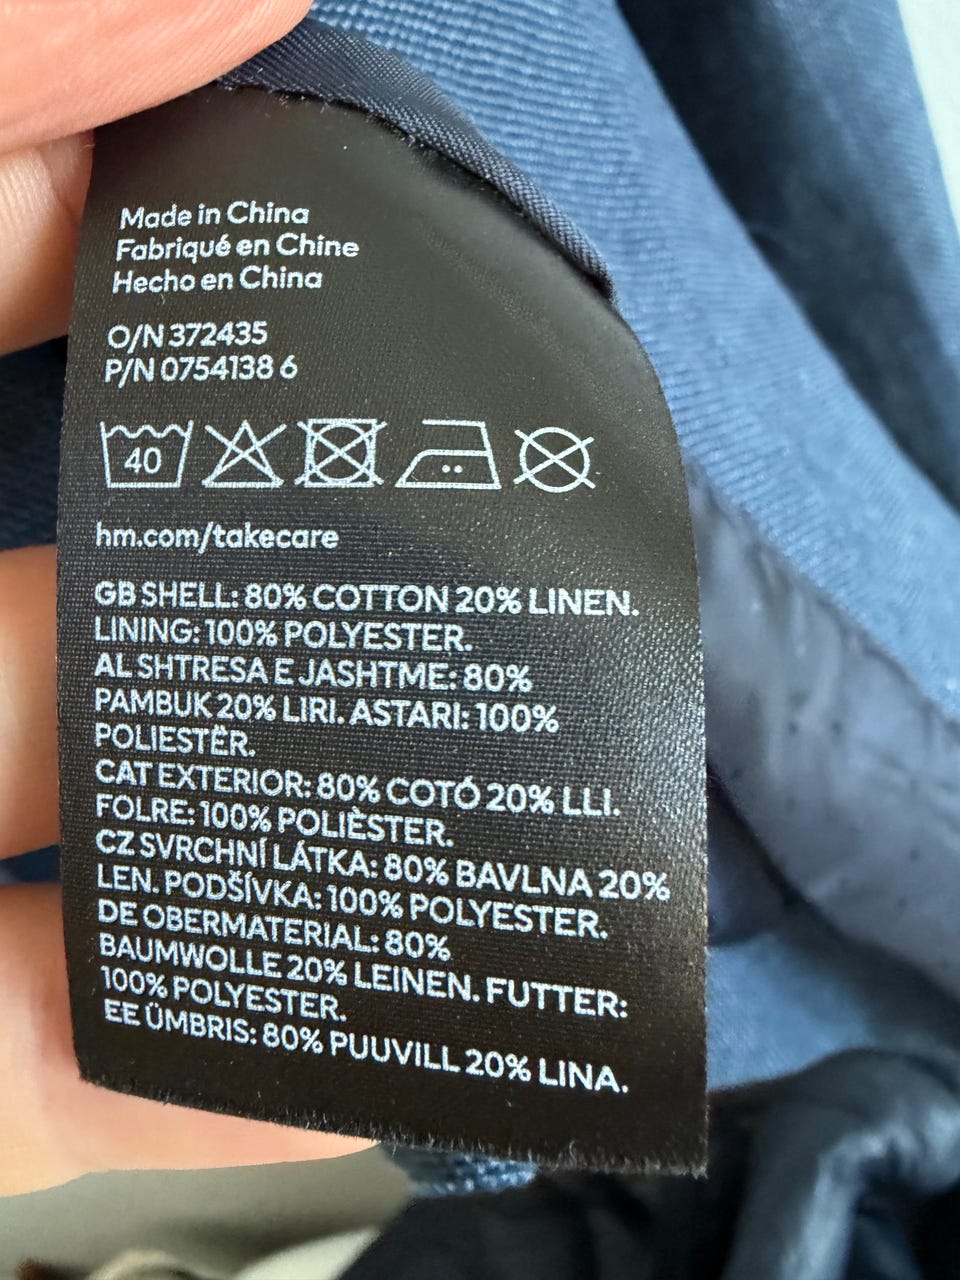 Made in China
Fabriqué en Chine
Hecho en China
O/N 372435
P/N 0754138 6
40
hm.com/takecare
GB SHELL: 80% COTTON 20% LINEN.
LINING: 100% POLYESTER.
AL SHTRESA E JASHTME: 80%
PAMBUK 20% LIRI. ASTARI: 100%
POLIESTËR.
CAT EXTERIOR: 80% COTÓ 20% LLI.
FOLRE: 100% POLIÈSTER.
CZ SVRCHNÍ LÁTKA: 80% BAVLNA 20%
LEN. PODŠÍVKA: 100% POLYESTER.
DE OBERMATERIAL: 80%
BAUMWOLLE 20% LEINEN. FUTTER:
100% POLYESTER.
EE ÜMBRIS: 80% PUUVILL 20% LINA.